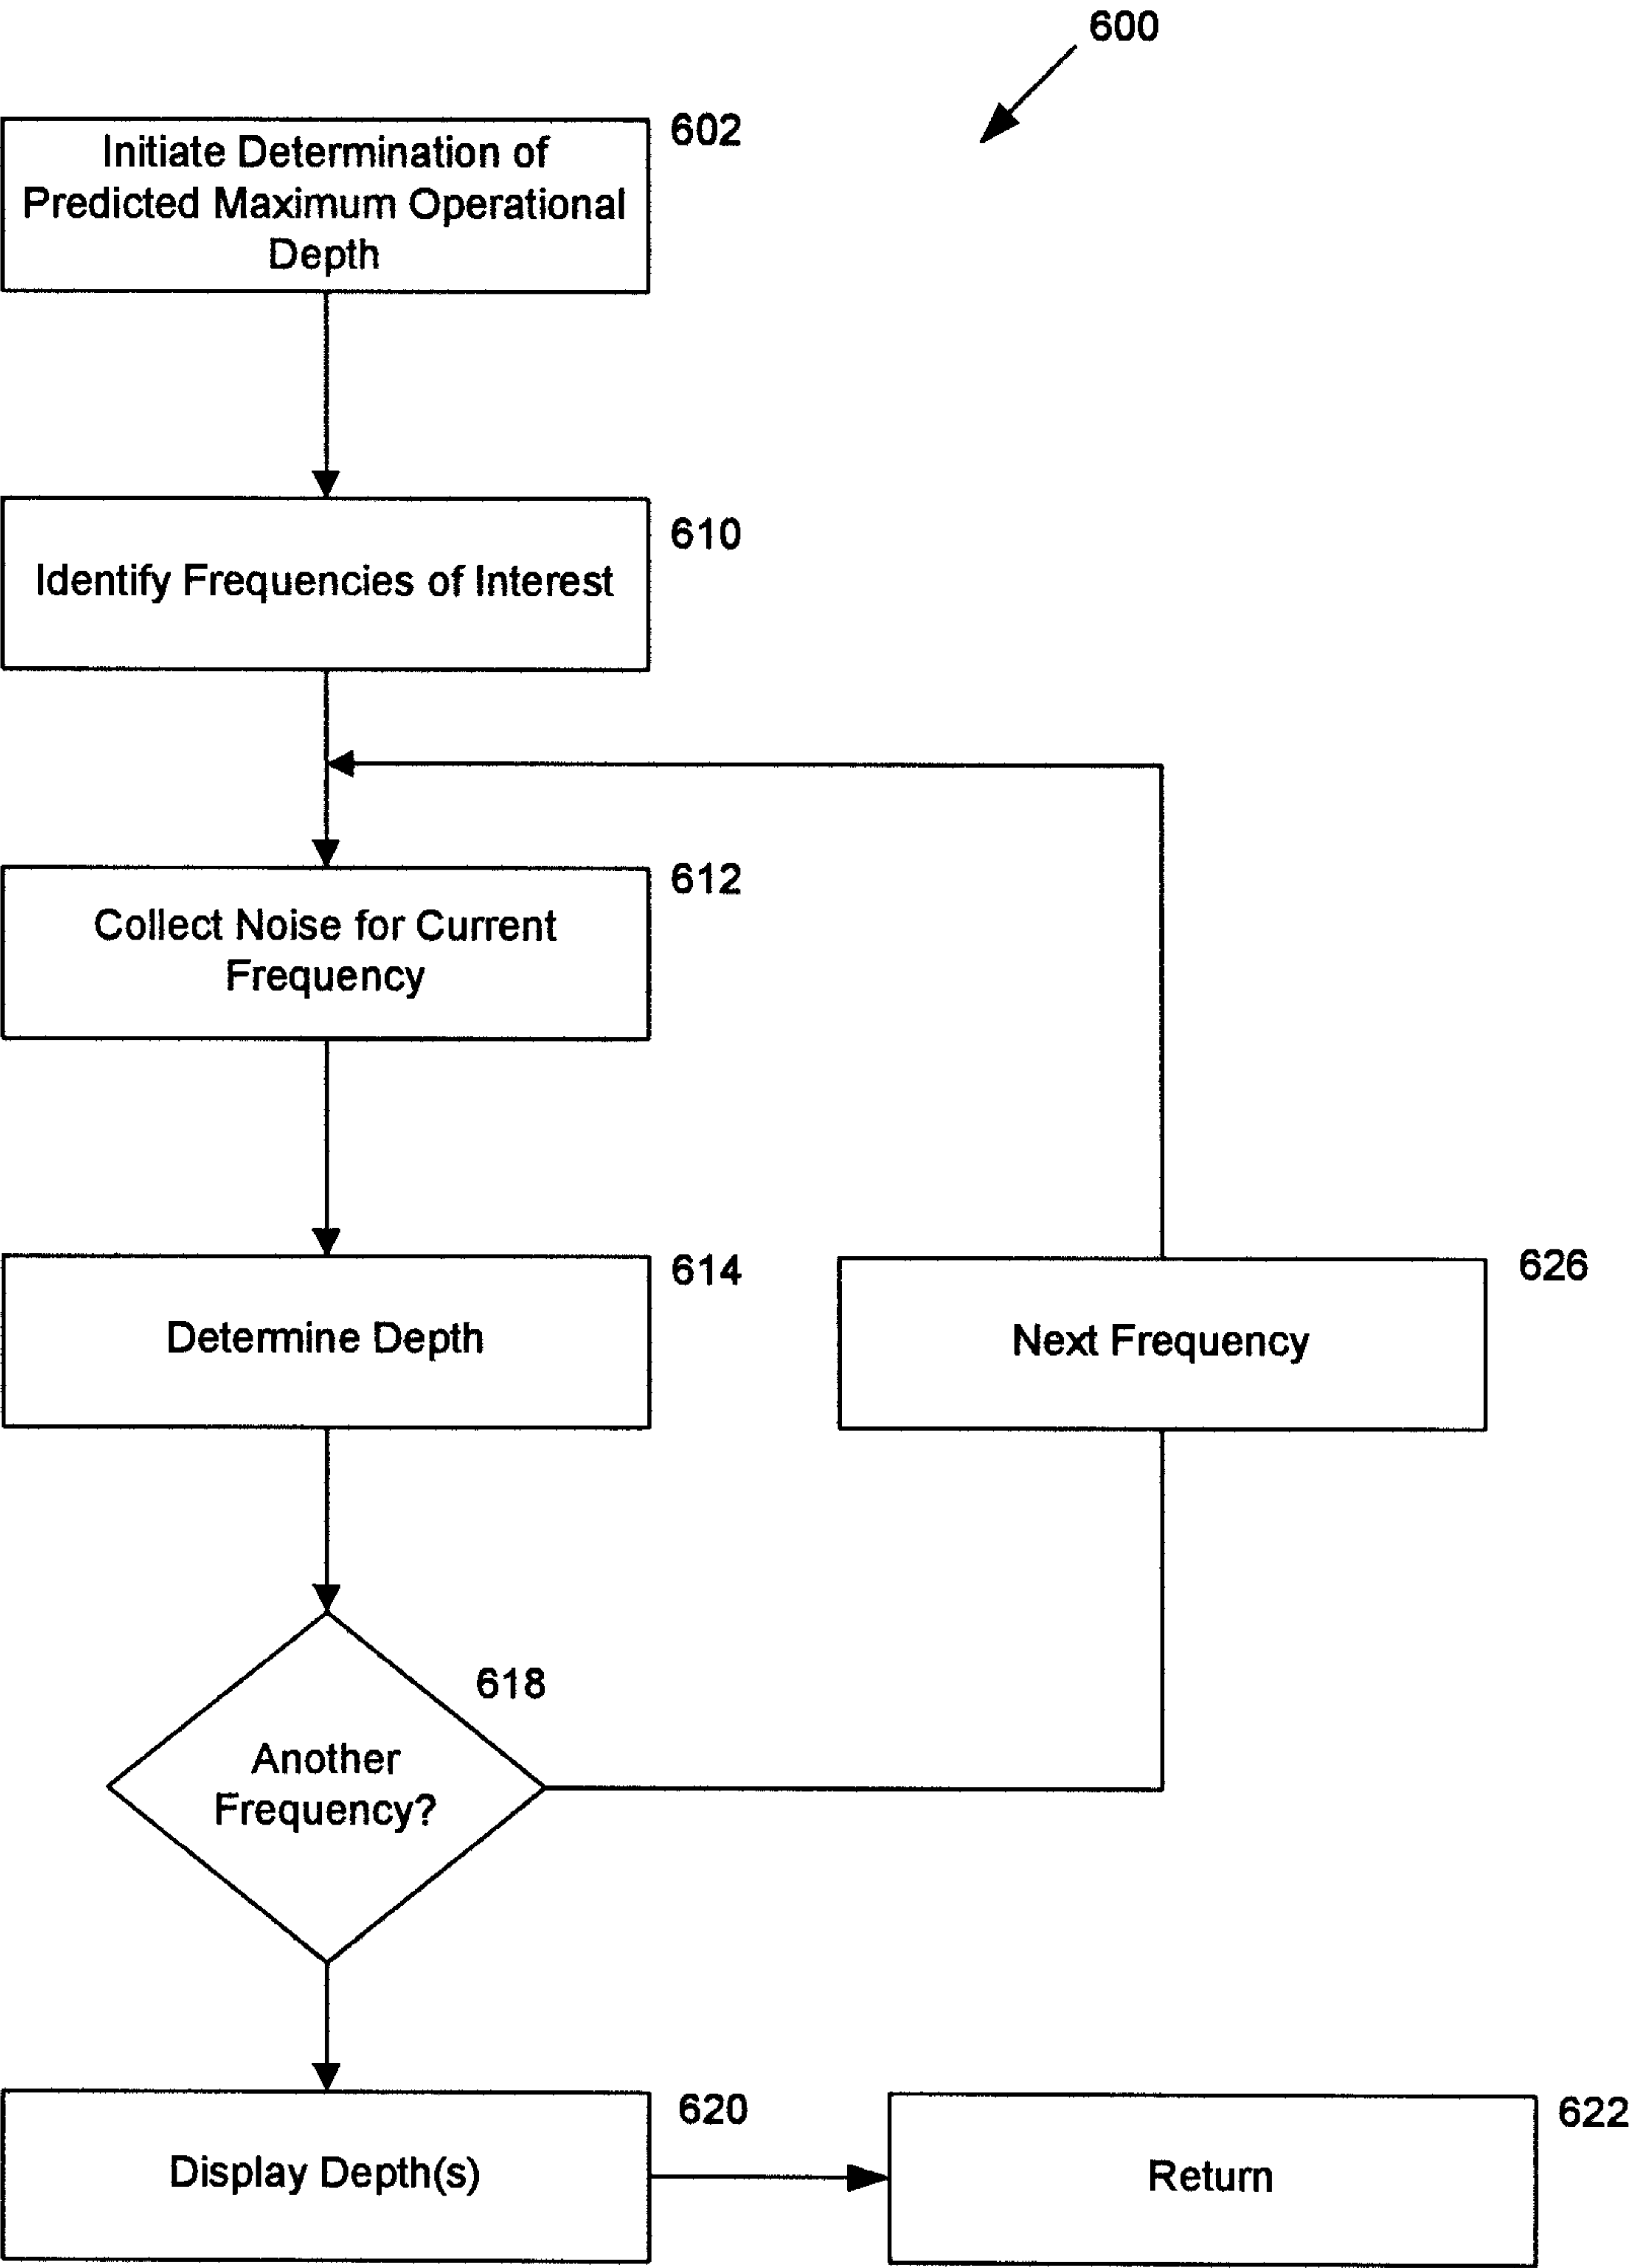 600
602
Initiate Determination of
Predicted Maximum Operational
Depth
610
Identify Frequencies of Interest
612
Collect Noise for Current
Frequency
614
Determine Depth
626
Next Frequency
618
Another
Frequency?
620
Display Depth(s)
622
Return